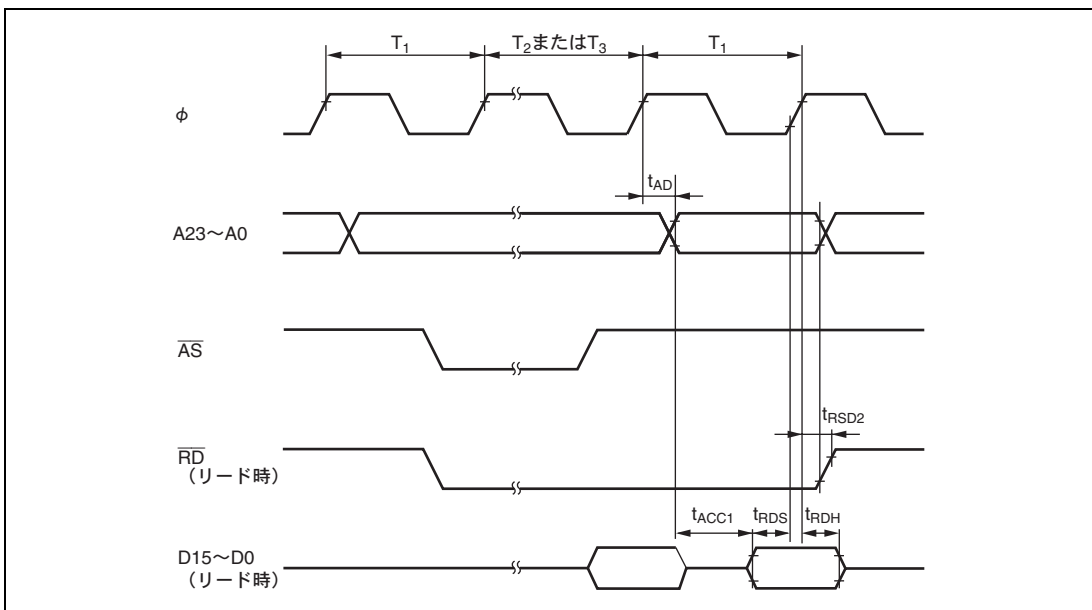 T1 T2またはT3 T1
φ
tAD
A23～A0
AS
tRSD2
RD
（リード時）
tACC1 tRDS tRDH
D15～D0
（リード時）